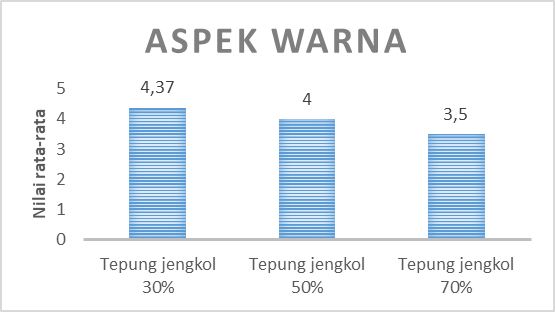 ASPEK WARNA
Nilai rata-rata
5
4
3
2
1
0
4,37
4
3,5
Tepung jengkol
30%
Tepung jengkol
50%
Tepung jengkol
70%